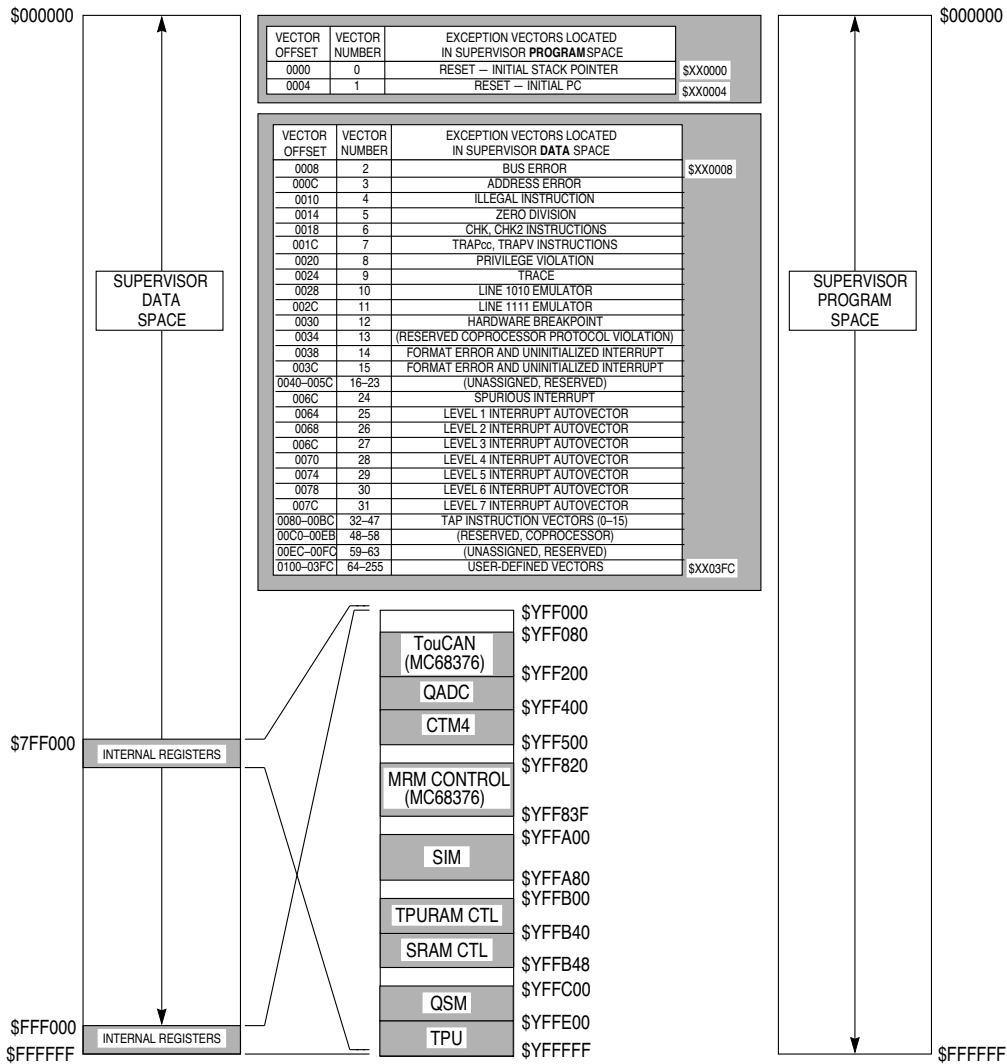 $000000
$000000
VECTOR OFFSET VECTOR NUMBER EXCEPTION VECTORS LOCATED IN SUPERVISOR PROGRAM SPACE
0000 0 RESET — INITIAL STACK POINTER $XX0000
0004 1 RESET — INITIAL PC $XX0004
VECTOR OFFSET VECTOR NUMBER EXCEPTION VECTORS LOCATED IN SUPERVISOR DATA SPACE
0008 2 BUS ERROR $XX0008
000C 3 ADDRESS ERROR
0010 4 ILLEGAL INSTRUCTION
0014 5 ZERO DIVISION
0018 6 CHK, CHK2 INSTRUCTIONS
001C 7 TRAPcc, TRAPV INSTRUCTIONS
0020 8 PRIVILEGE VIOLATION
0024 9 TRACE
0028 10 LINE 1010 EMULATOR
002C 11 LINE 1111 EMULATOR
0030 12 HARDWARE BREAKPOINT
0034 13 (RESERVED COPROCESSOR PROTOCOL VIOLATION)
0038 14 FORMAT ERROR AND UNINITIALIZED INTERRUPT
003C 15 FORMAT ERROR AND UNINITIALIZED INTERRUPT
0040–005C 16–23 (UNASSIGNED, RESERVED)
006C 24 SPURIOUS INTERRUPT
0064 25 LEVEL 1 INTERRUPT AUTOVECTOR
0068 26 LEVEL 2 INTERRUPT AUTOVECTOR
006C 27 LEVEL 3 INTERRUPT AUTOVECTOR
0070 28 LEVEL 4 INTERRUPT AUTOVECTOR
0074 29 LEVEL 5 INTERRUPT AUTOVECTOR
0078 30 LEVEL 6 INTERRUPT AUTOVECTOR
007C 31 LEVEL 7 INTERRUPT AUTOVECTOR
0080–00BC 32–47 TAP INSTRUCTION VECTORS (0–15)
00C0–00EB 48–58 (RESERVED, COPROCESSOR)
00EC–00FC 59–63 (UNASSIGNED, RESERVED)
0100–03FC 64–255 USER-DEFINED VECTORS $XX03FC
SUPERVISOR
DATA
SPACE
SUPERVISOR
PROGRAM
SPACE
$YFF000
$YFF080
TouCAN
(MC68376)
$YFF200
QADC
$YFF400
CTM4
$YFF500
$7FF000
INTERNAL REGISTERS
$YFF820
MRM CONTROL
(MC68376)
$YFF83F
$YFFA00
SIM
$YFFA80
$YFFB00
TPURAM CTL
$YFFB40
SRAM CTL
$YFFB48
$YFFC00
QSM
$YFFE00
TPU
$YFFFFF
$FFF000
INTERNAL REGISTERS
$FFFFFF
$FFFFFF